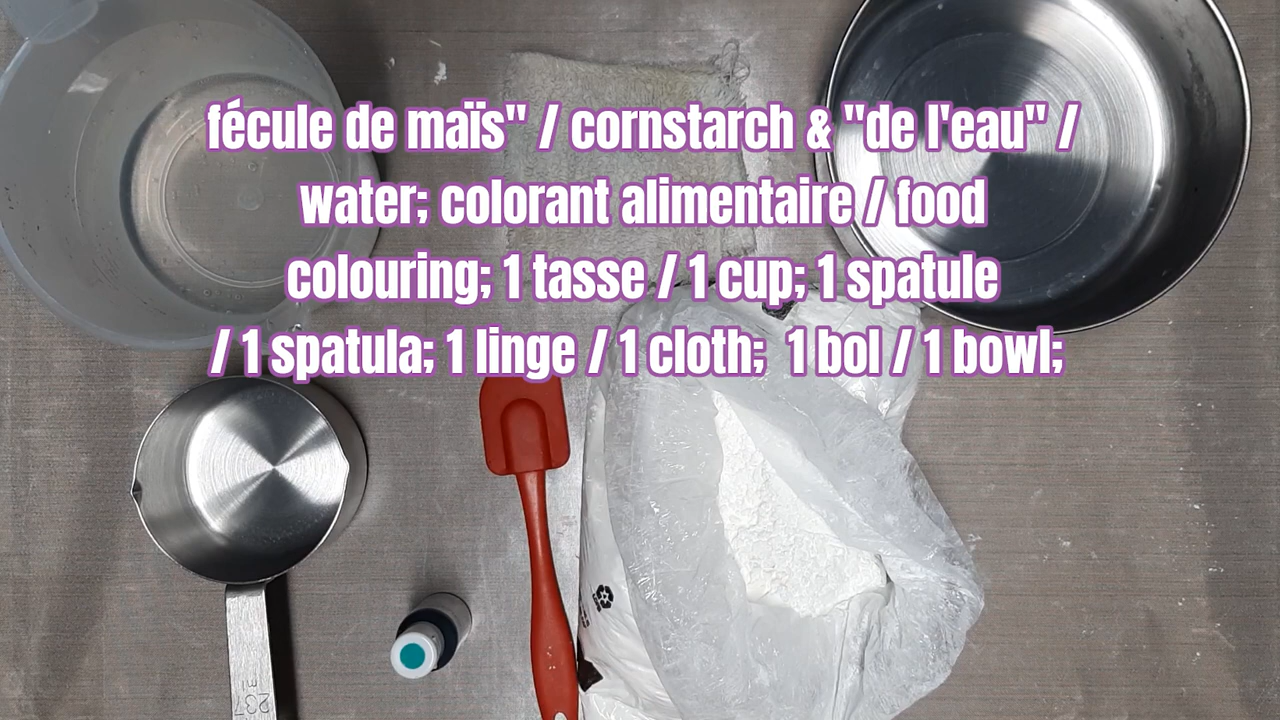 fécule de maïs" / cornstarch & "de l'eau" /
water; colorant alimentaire / food
colouring; 1 tasse / 1 cup; 1 spatule
/ 1 spatula; 1 linge / 1 cloth;  1 bol / 1 bowl;
237